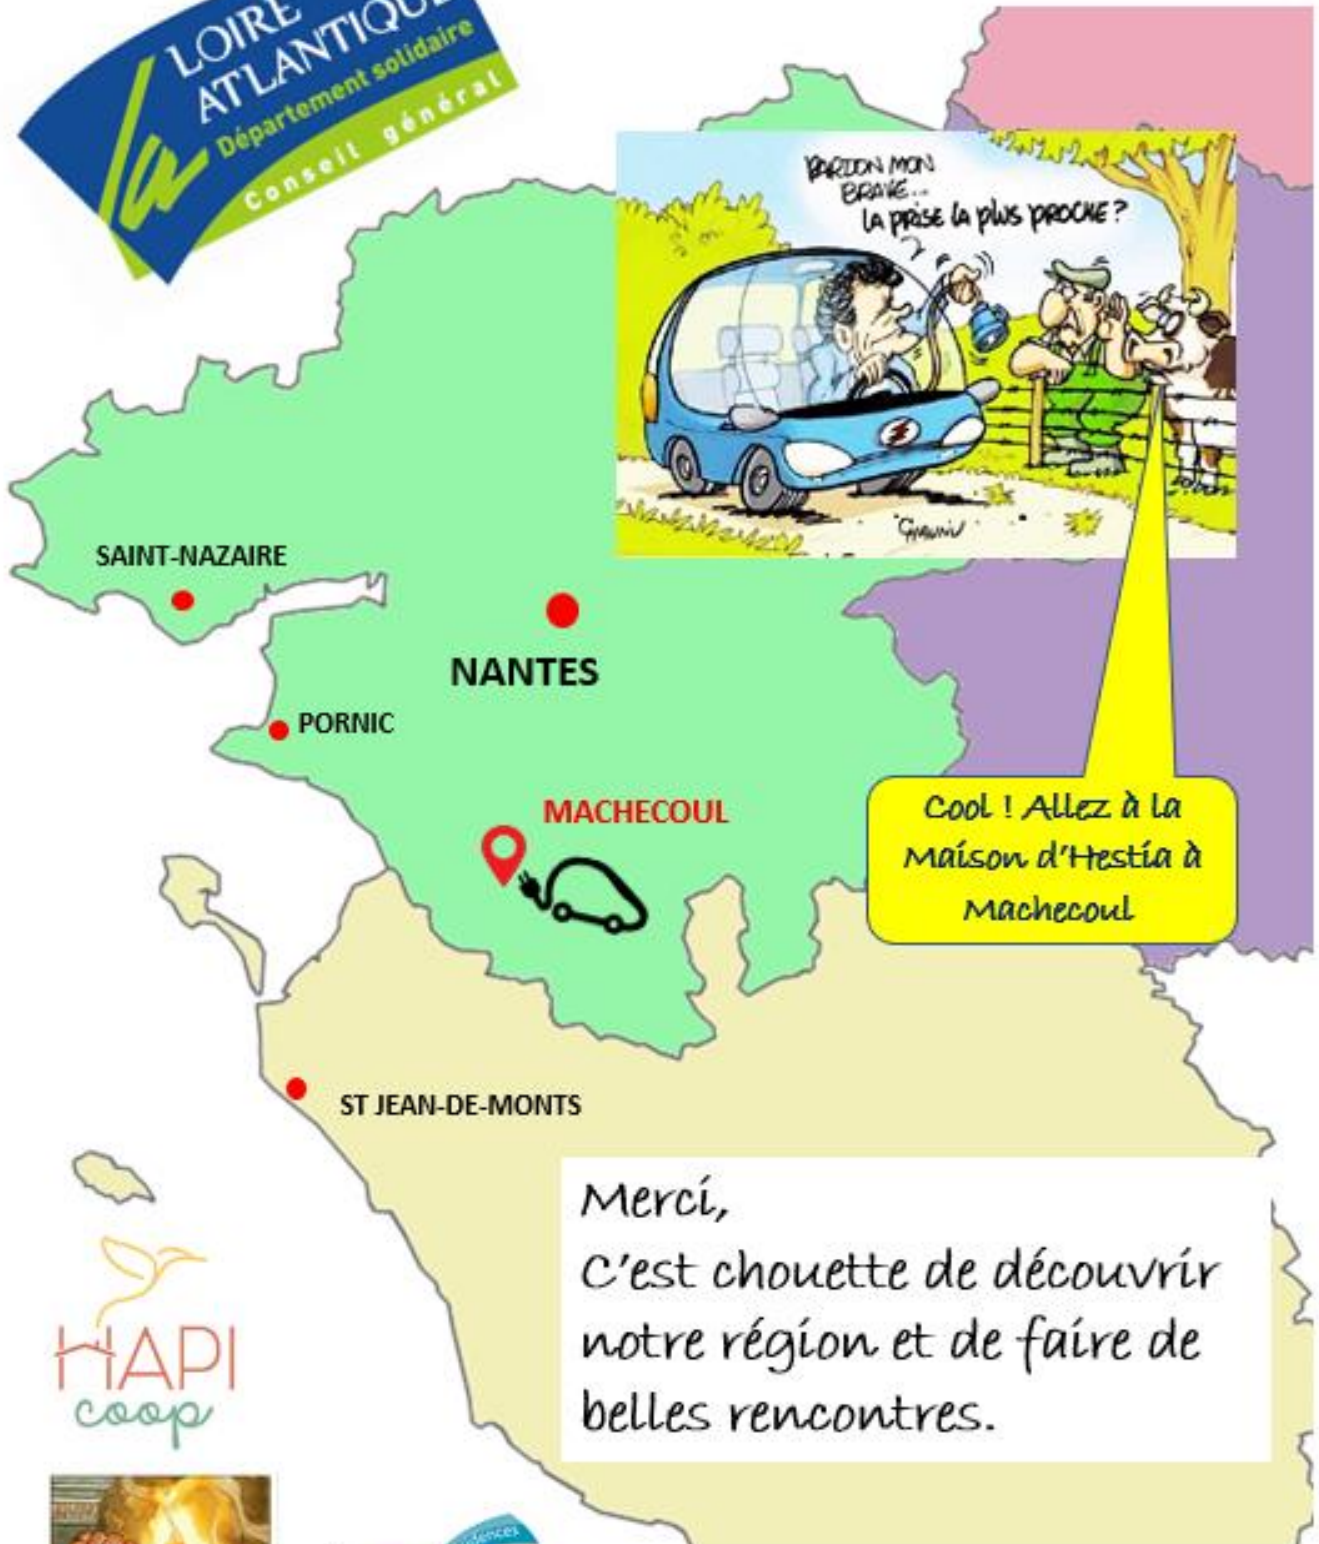 LOIRE
ATLANTIQUE
Département solidaire
Conseil général
PARDON MON
BRAVE...
LA PRISE LA PLUS PROCHE ?
CHAUNU
SAINT-NAZAIRE
NANTES
PORNIC
MACHECOUL
Cool ! Allez à la
Maison d'Hestia à
Machecoul
ST JEAN-DE-MONTS
Merci,
C'est chouette de découvrir
notre région et de faire de
belles rencontres.
HAPI
coop